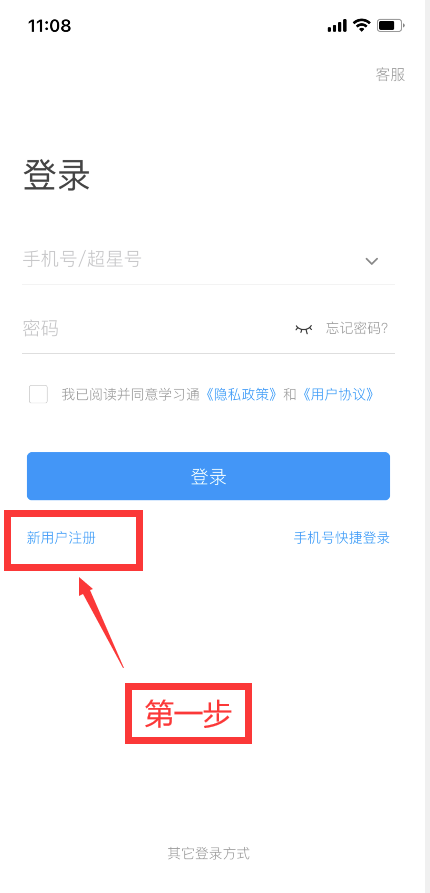 11:08
客服
登录
手机号/超星号
密码
忘记密码?
我已阅读并同意学习通《隐私政策》和《用户协议》
登录
新用户注册
手机号快捷登录
第一步
其它登录方式